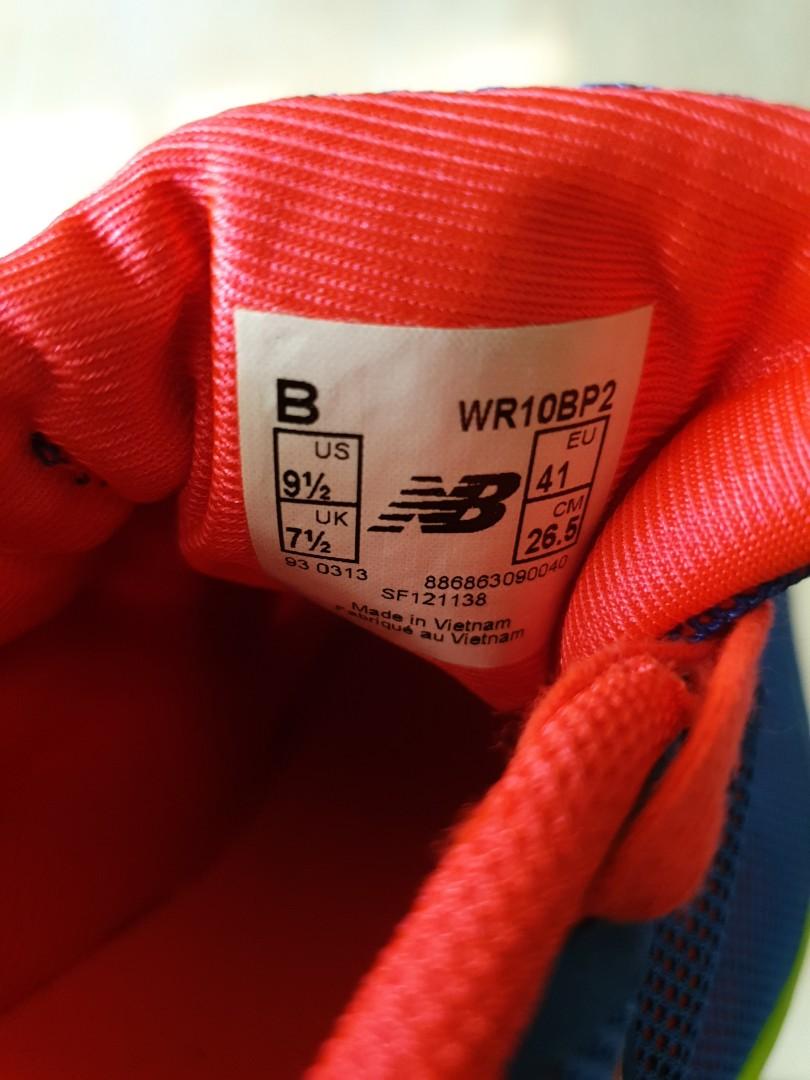 B WR10BP2
US EU
9½ 41
UK CM
7½ 26.5
NB
93 0313 886863090040
SF121138
Made in Vietnam
Fabriqué au Vietnam